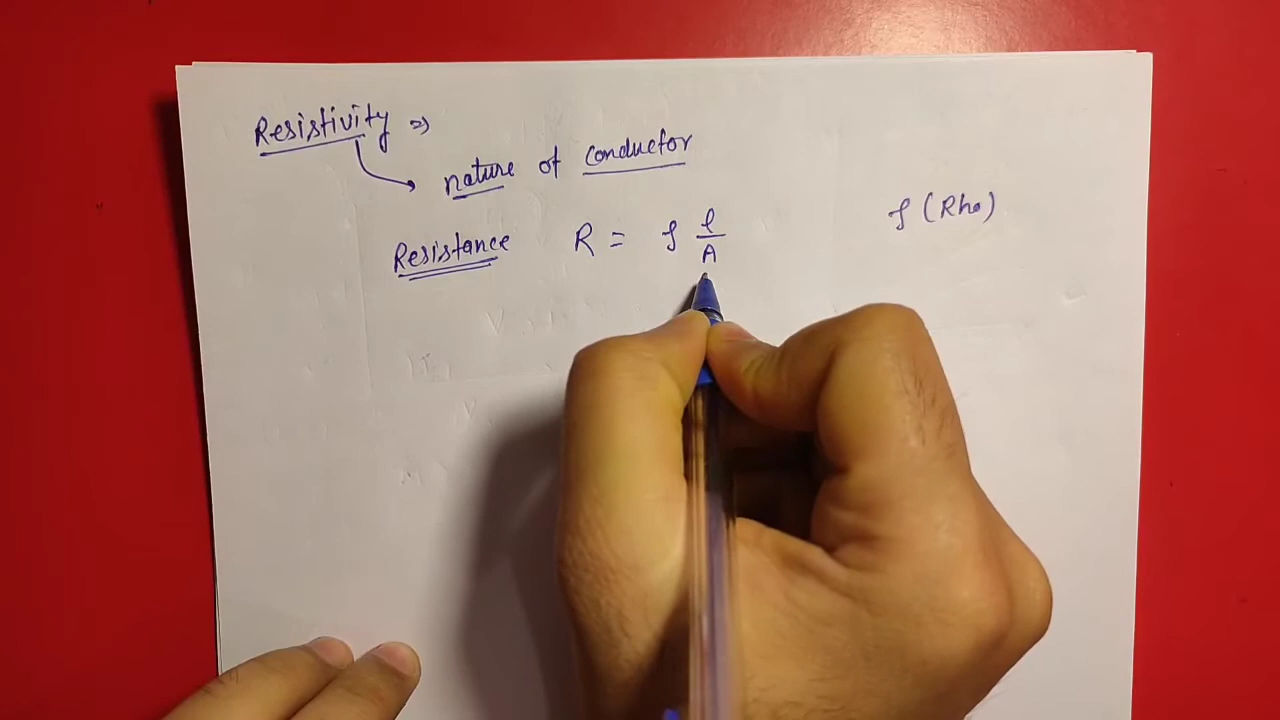 Resistivity ⇒
nature of conductor
ρ (Rho)
Resistance R = ρ l/A